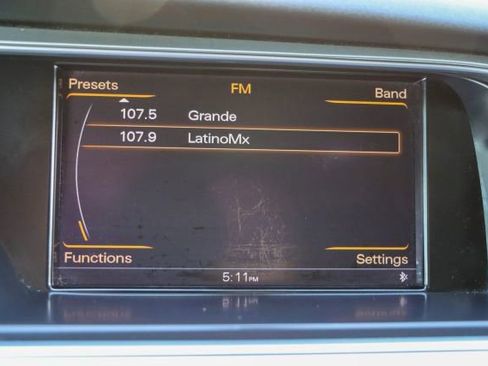 Presets FM Band
107.5 Grande
107.9 LatinoMx
Functions Settings
5:11PM